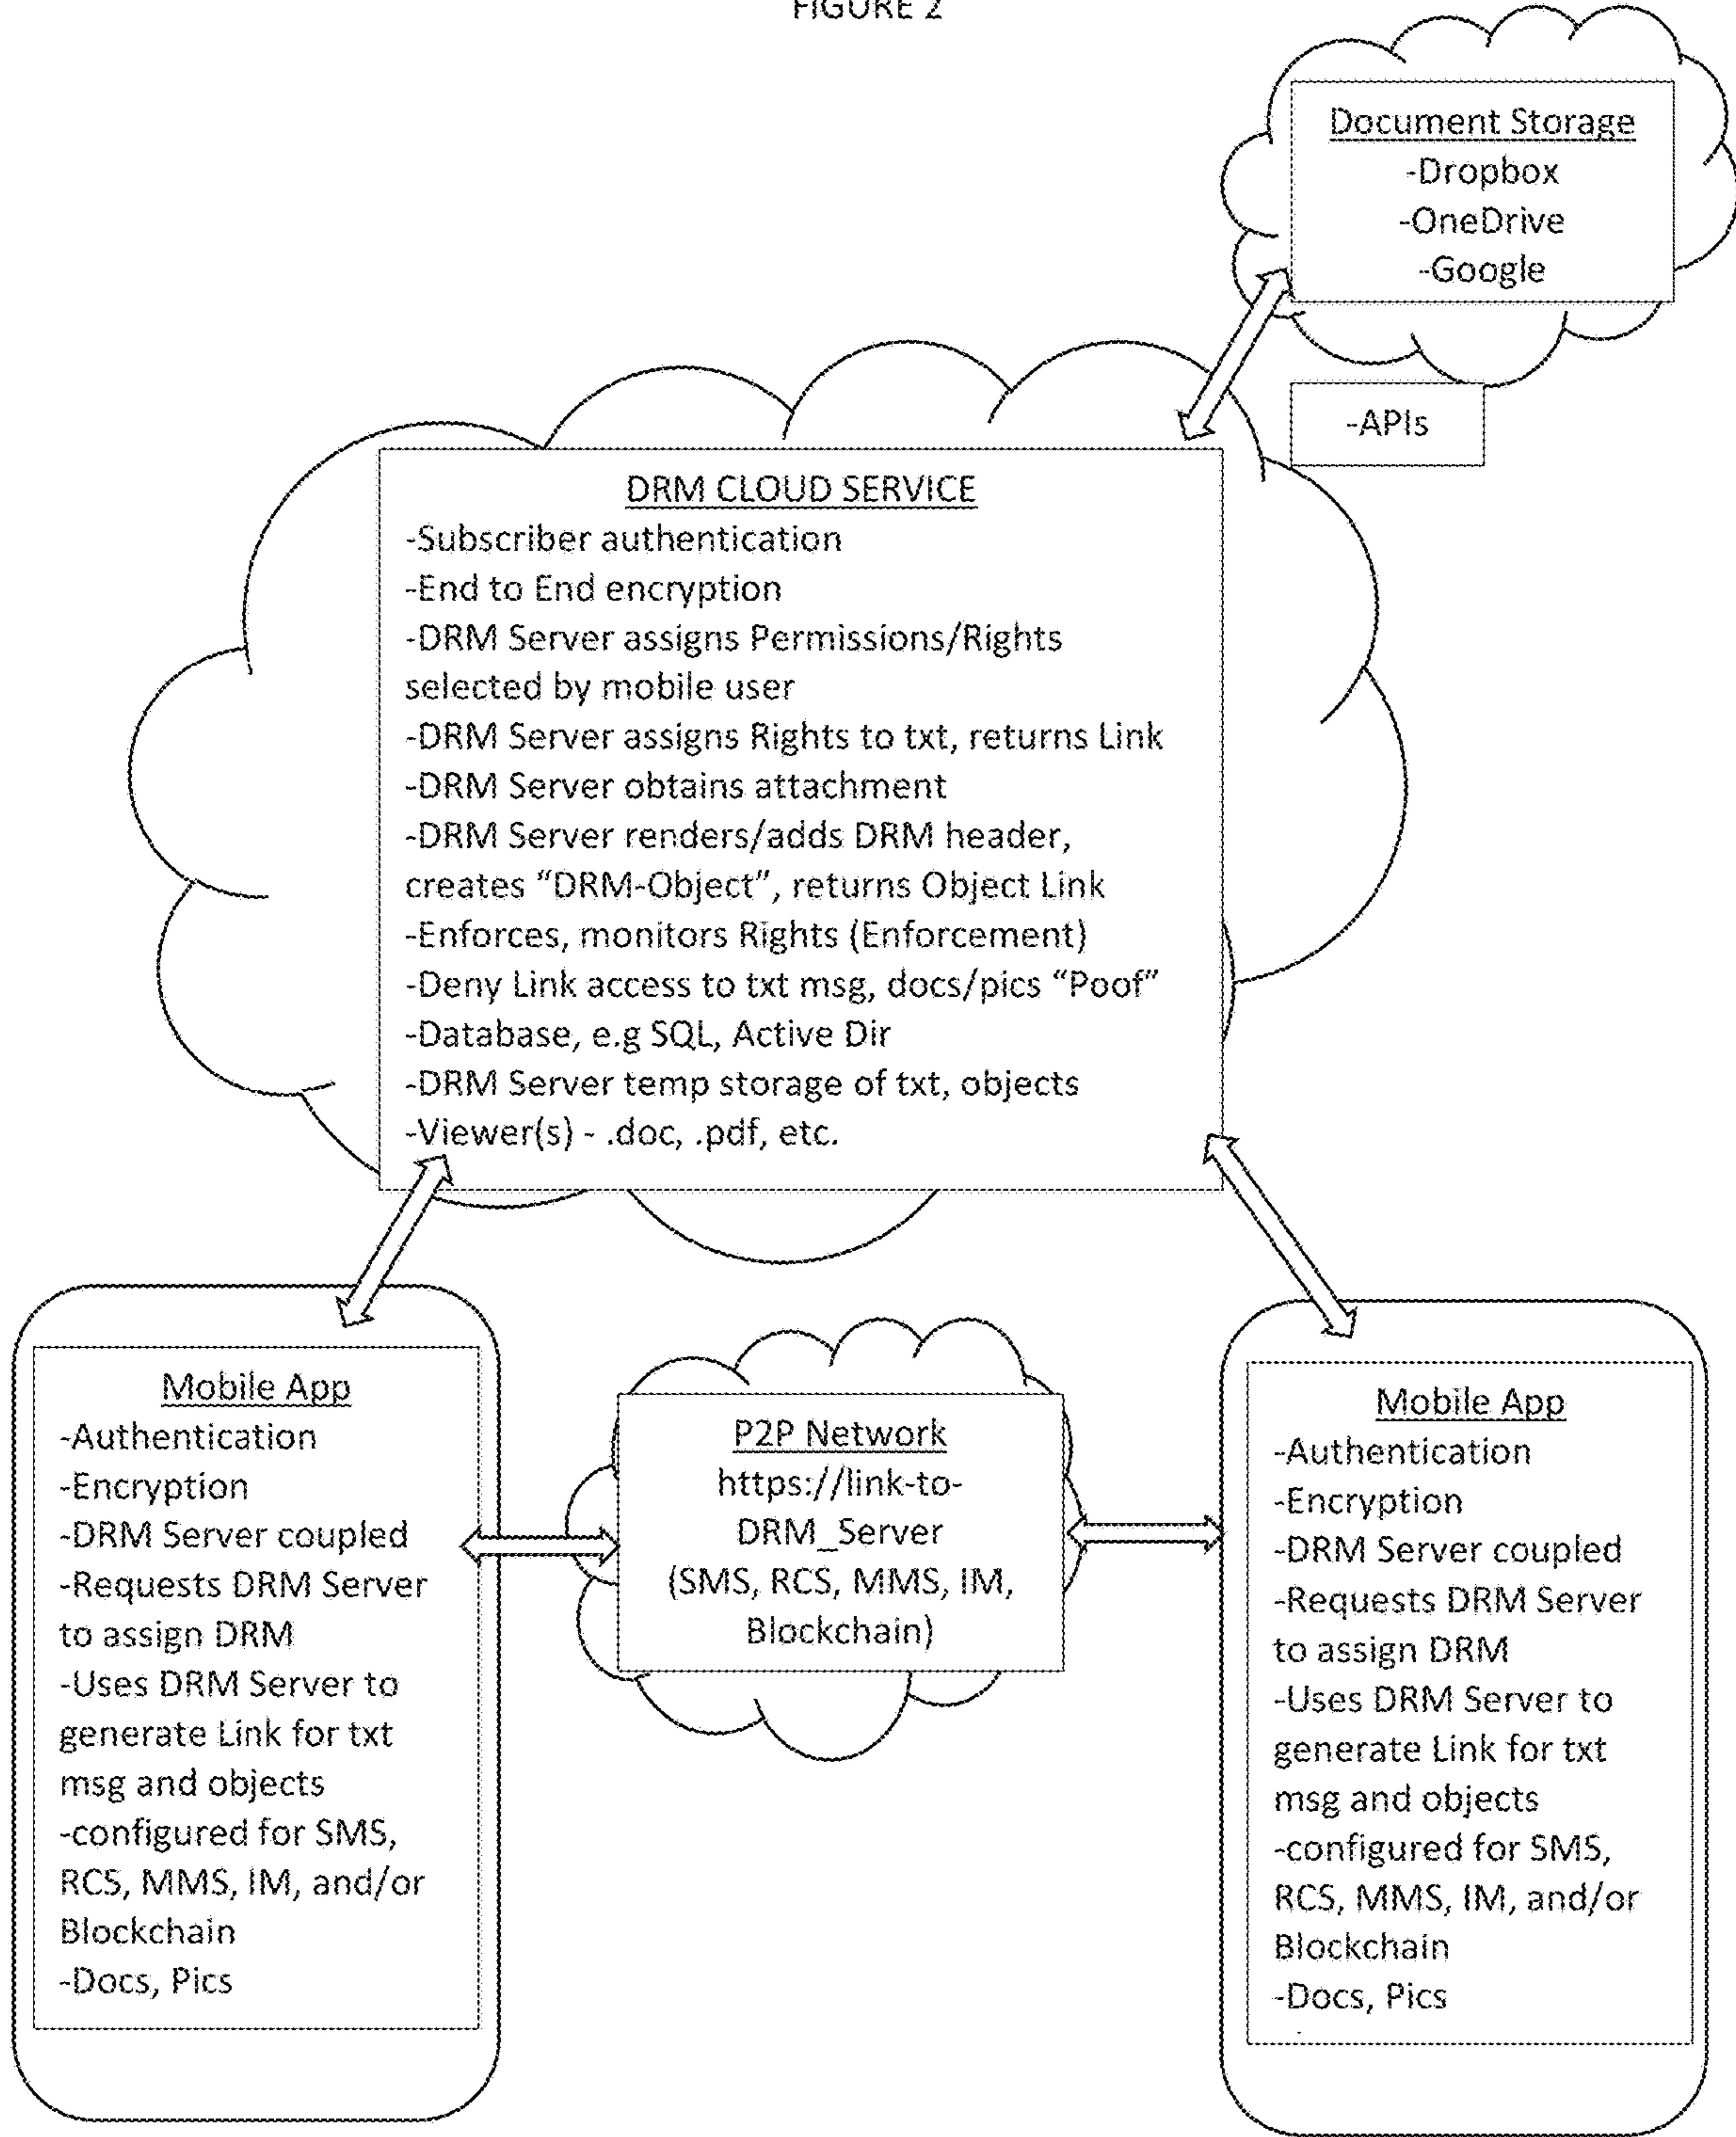 FIGURE 2
Document Storage
-Dropbox
-OneDrive
-Google
-APIs
DRM CLOUD SERVICE
-Subscriber authentication
-End to End encryption
-DRM Server assigns Permissions/Rights
selected by mobile user
-DRM Server assigns Rights to txt, returns Link
-DRM Server obtains attachment
-DRM Server renders/adds DRM header,
creates “DRM-Object”, returns Object Link
-Enforces, monitors Rights (Enforcement)
-Deny Link access to txt msg, docs/pics “Poof”
-Database, e.g SQL, Active Dir
-DRM Server temp storage of txt, objects
-Viewer(s) - .doc, .pdf, etc.
Mobile App
-Authentication
-Encryption
-DRM Server coupled
-Requests DRM Server
to assign DRM
-Uses DRM Server to
generate Link for txt
msg and objects
-configured for SMS,
RCS, MMS, IM, and/or
Blockchain
-Docs, Pics
P2P Network
https://link-to-
DRM_Server
(SMS, RCS, MMS, IM,
Blockchain)
Mobile App
-Authentication
-Encryption
-DRM Server coupled
-Requests DRM Server
to assign DRM
-Uses DRM Server to
generate Link for txt
msg and objects
-configured for SMS,
RCS, MMS, IM, and/or
Blockchain
-Docs, Pics